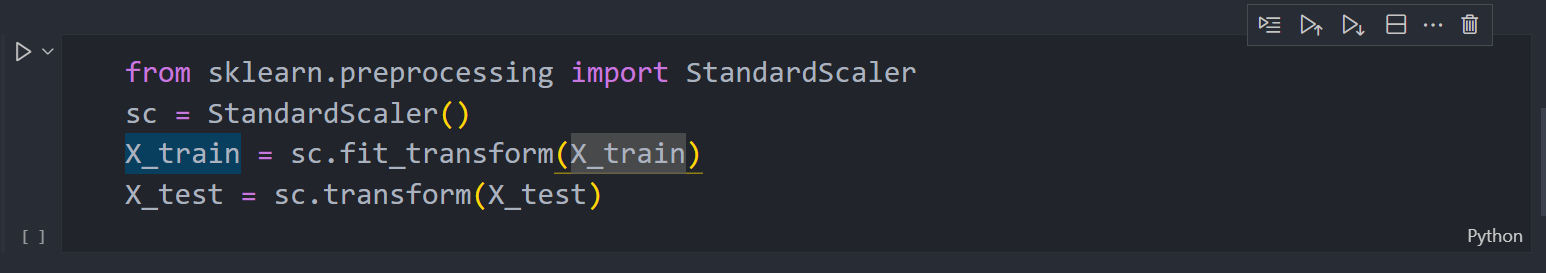 from sklearn.preprocessing import StandardScaler
sc = StandardScaler()
X_train = sc.fit_transform(X_train)
X_test = sc.transform(X_test)
[ ]
Python